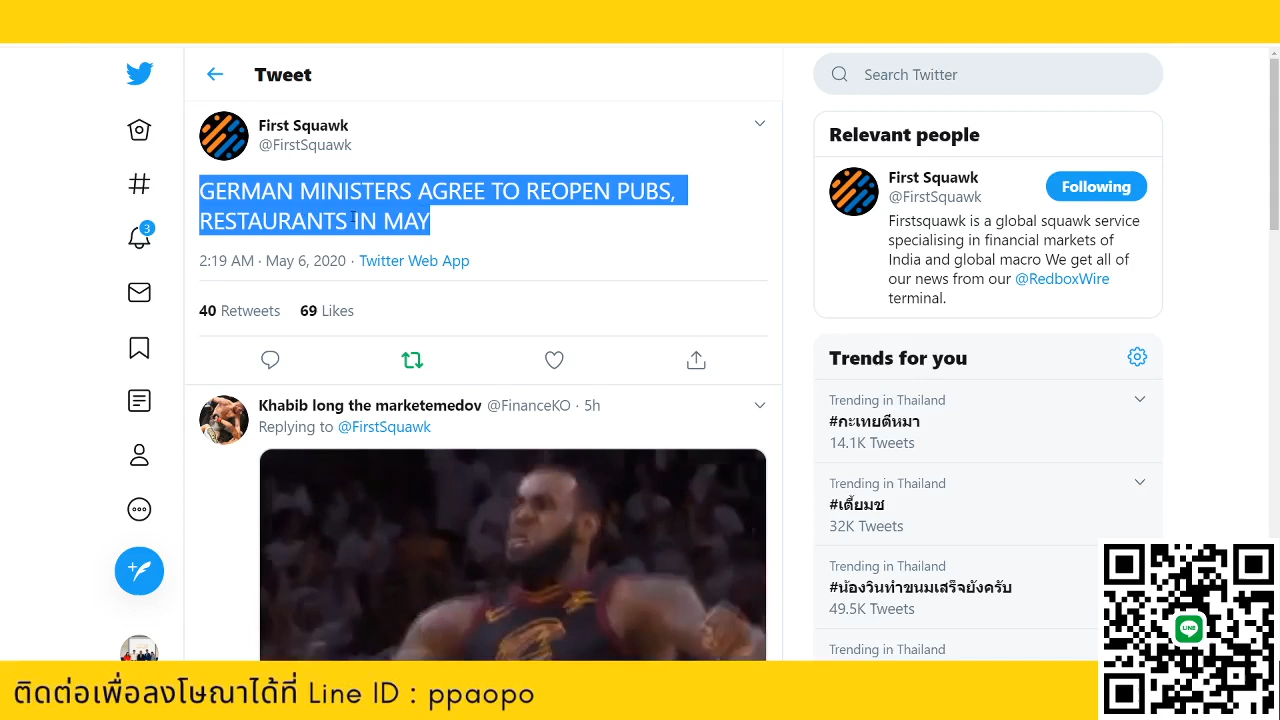 Tweet
First Squawk
@FirstSquawk
GERMAN MINISTERS AGREE TO REOPEN PUBS,
RESTAURANTS IN MAY
2:19 AM · May 6, 2020 · Twitter Web App
40 Retweets 69 Likes
Khabib long the marketemedov @FinanceKO · 5h
Replying to @FirstSquawk
3
Search Twitter
Relevant people
First Squawk
@FirstSquawk
Following
Firstsquawk is a global squawk service
specialising in financial markets of
India and global macro We get all of
our news from our @RedboxWire
terminal.
Trends for you
Trending in Thailand
#กะเทยตีหมา
14.1K Tweets
Trending in Thailand
#เตี้ยมช
32K Tweets
Trending in Thailand
#น้องวินทําขนมเสร็จยังครับ
49.5K Tweets
Trending in Thailand
LINE
ติดต่อเพื่อลงโษณาได้ที่ Line ID : ppaopo